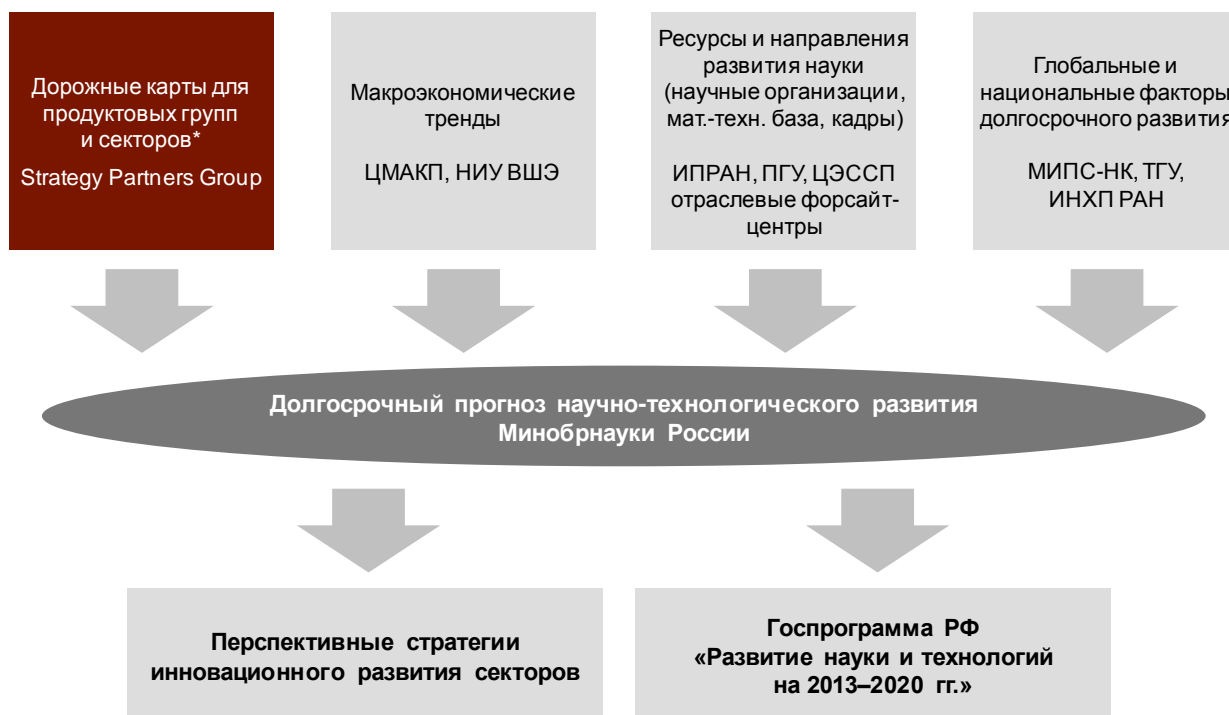 Дорожные карты для
продуктовых групп
и секторов*
Strategy Partners Group
Макроэкономические
тренды
ЦМАКП, НИУ ВШЭ
Ресурсы и направления
развития науки
(научные организации,
мат.-техн. база, кадры)
ИПРАН, ПГУ, ЦЭССП
отраслевые форсайт-
центры
Глобальные и
национальные факторы
долгосрочного развития
МИПС-НК, ТГУ,
ИНХП РАН
Долгосрочный прогноз научно-технологического развития
Минобрнауки России
Перспективные стратегии
инновационного развития секторов
Госпрограмма РФ
«Развитие науки и технологий
на 2013–2020 гг.»